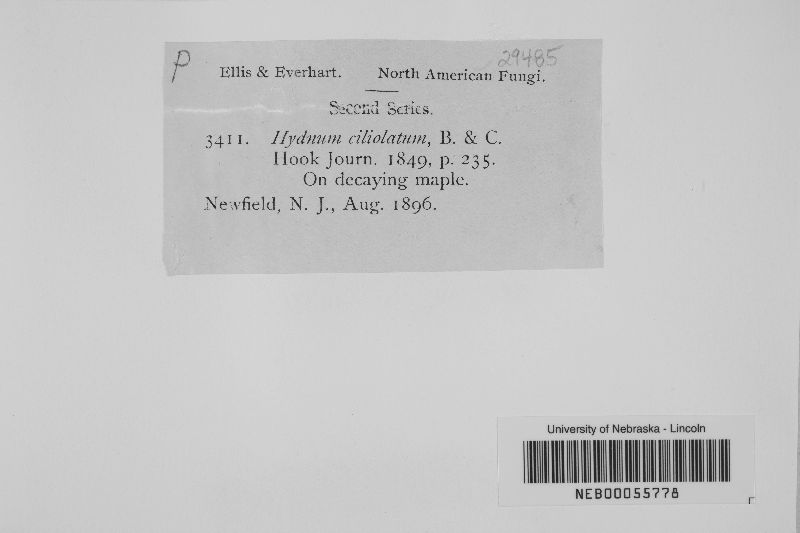 P
29485
Ellis & Everhart. North American Fungi.
Second Series.
3411. Hydnum ciliolatum, B. & C.
Hook Journ. 1849, p. 235.
On decaying maple.
Newfield, N. J., Aug. 1896.
University of Nebraska - Lincoln
NEB00055778